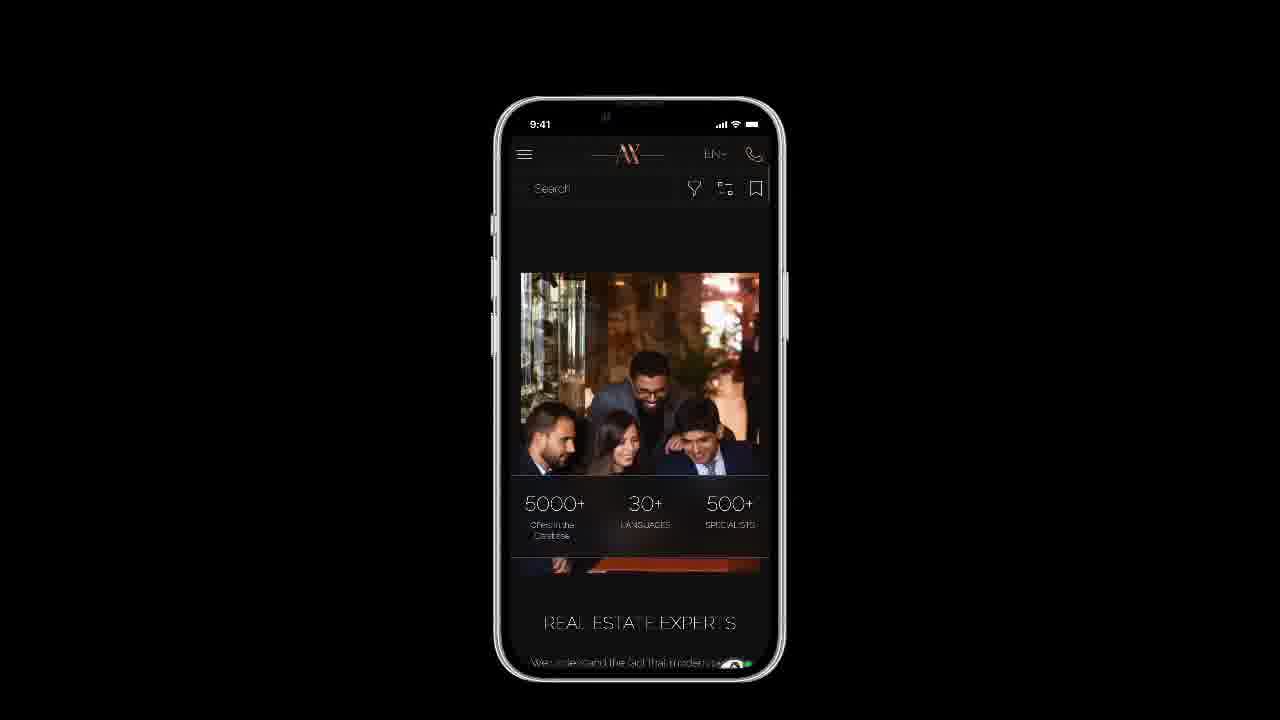 9:41
AX
EN
Search
5000+
30+
500+
Offers in the
Database
LANGUAGES
SPECIALISTS
REAL ESTATE EXPERTS
We understand the fact that modern